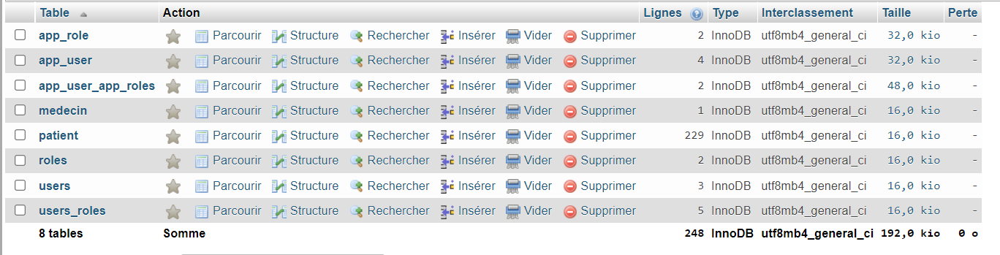 Table Action Lignes Type Interclassement Taille Perte
app_role Parcourir Structure Rechercher Insérer Vider Supprimer 2 InnoDB utf8mb4_general_ci 32,0 kio -
app_user Parcourir Structure Rechercher Insérer Vider Supprimer 4 InnoDB utf8mb4_general_ci 32,0 kio -
app_user_app_roles Parcourir Structure Rechercher Insérer Vider Supprimer 2 InnoDB utf8mb4_general_ci 48,0 kio -
medecin Parcourir Structure Rechercher Insérer Vider Supprimer 1 InnoDB utf8mb4_general_ci 16,0 kio -
patient Parcourir Structure Rechercher Insérer Vider Supprimer 229 InnoDB utf8mb4_general_ci 16,0 kio -
roles Parcourir Structure Rechercher Insérer Vider Supprimer 2 InnoDB utf8mb4_general_ci 16,0 kio -
users Parcourir Structure Rechercher Insérer Vider Supprimer 3 InnoDB utf8mb4_general_ci 16,0 kio -
users_roles Parcourir Structure Rechercher Insérer Vider Supprimer 5 InnoDB utf8mb4_general_ci 16,0 kio -
8 tables Somme 248 InnoDB utf8mb4_general_ci 192,0 kio 0 o